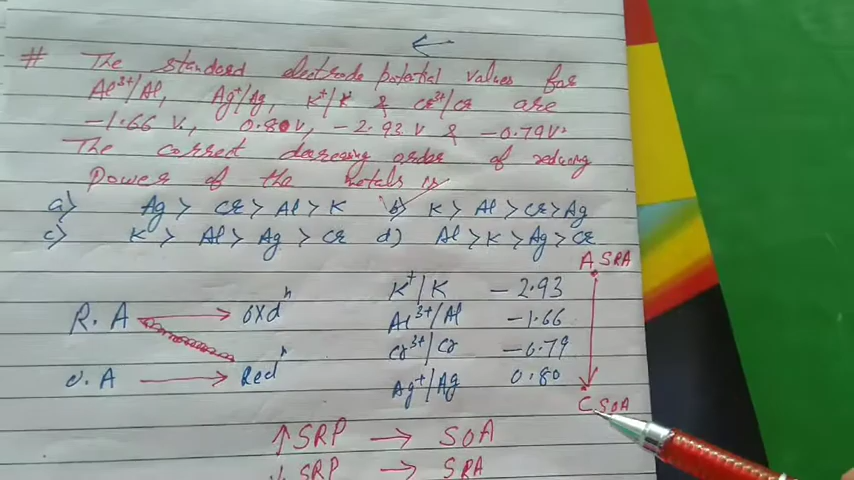 # The standard electrode potential values for
Al³⁺/Al, Ag⁺/Ag, K⁺/K & Cr³⁺/Cr are
-1.66 V, 0.80V, -2.93 V & -0.79V.
The correct decreasing order of reducing
Power of the metals is
a) Ag > Cr > Al > K b) K > Al > Cr > Ag
c) K > Al > Ag > Cr d) Al > K > Ag > Cr
A SRA
R.A → oxdⁿ K⁺/K -2.93
Al³⁺/Al -1.66
Cr³⁺/Cr -0.79
O.A → Redⁿ Ag⁺/Ag 0.80
C SOA
↑ SRP → SOA
↓ SRP → SRA